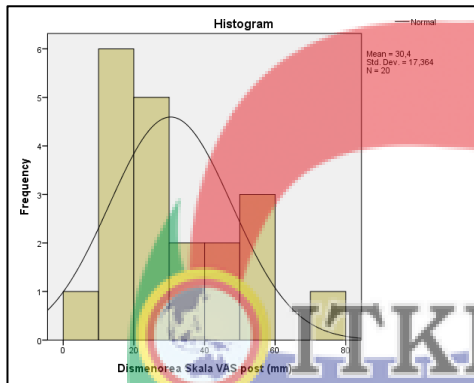 Histogram
Normal
Mean = 30,4
Std. Dev. = 17,364
N = 20
Frequency
6
5
4
3
2
1
0
0
20
40
60
80
Dismenorea Skala VAS post (mm)